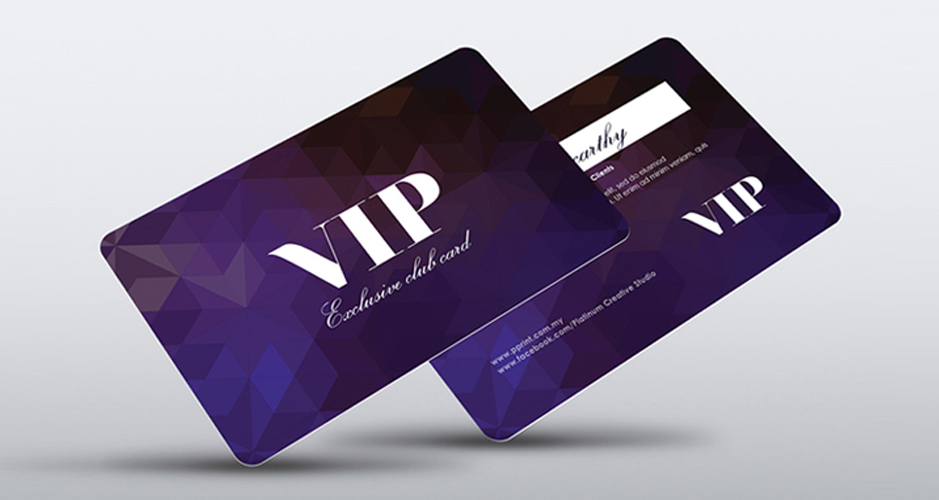 VIP
Exclusive club card
carthy
Clients
elit, sed do eiusmod
. Ut enim ad minim veniam, quis
VIP
www.pprint.com.my
www.facebook.com/Platinum Creative Studio